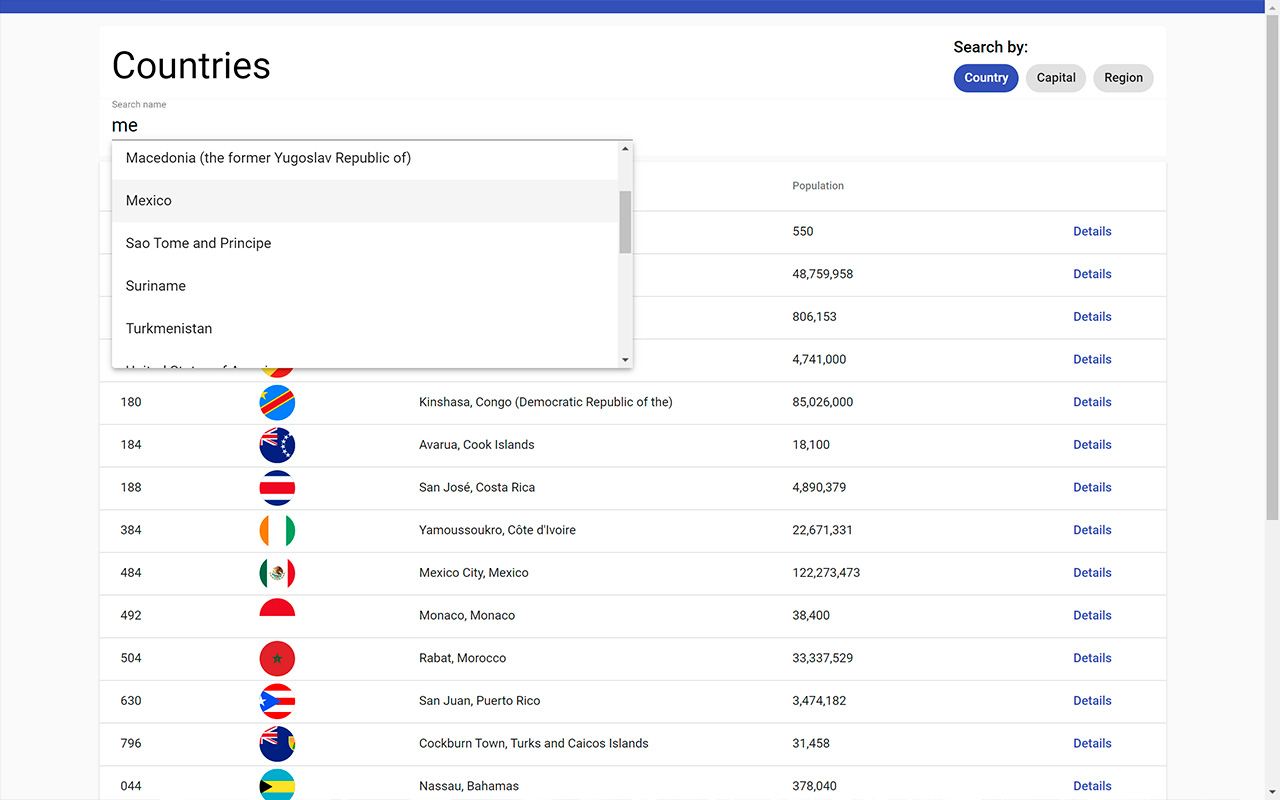 Countries
Search by:
Country Capital Region
Search name
me
Macedonia (the former Yugoslav Republic of)
Mexico
Sao Tome and Principe
Suriname
Turkmenistan
Population
550 Details
48,759,958 Details
806,153 Details
4,741,000 Details
180 Kinshasa, Congo (Democratic Republic of the) 85,026,000 Details
184 Avarua, Cook Islands 18,100 Details
188 San José, Costa Rica 4,890,379 Details
384 Yamoussoukro, Côte d'Ivoire 22,671,331 Details
484 Mexico City, Mexico 122,273,473 Details
492 Monaco, Monaco 38,400 Details
504 Rabat, Morocco 33,337,529 Details
630 San Juan, Puerto Rico 3,474,182 Details
796 Cockburn Town, Turks and Caicos Islands 31,458 Details
044 Nassau, Bahamas 378,040 Details